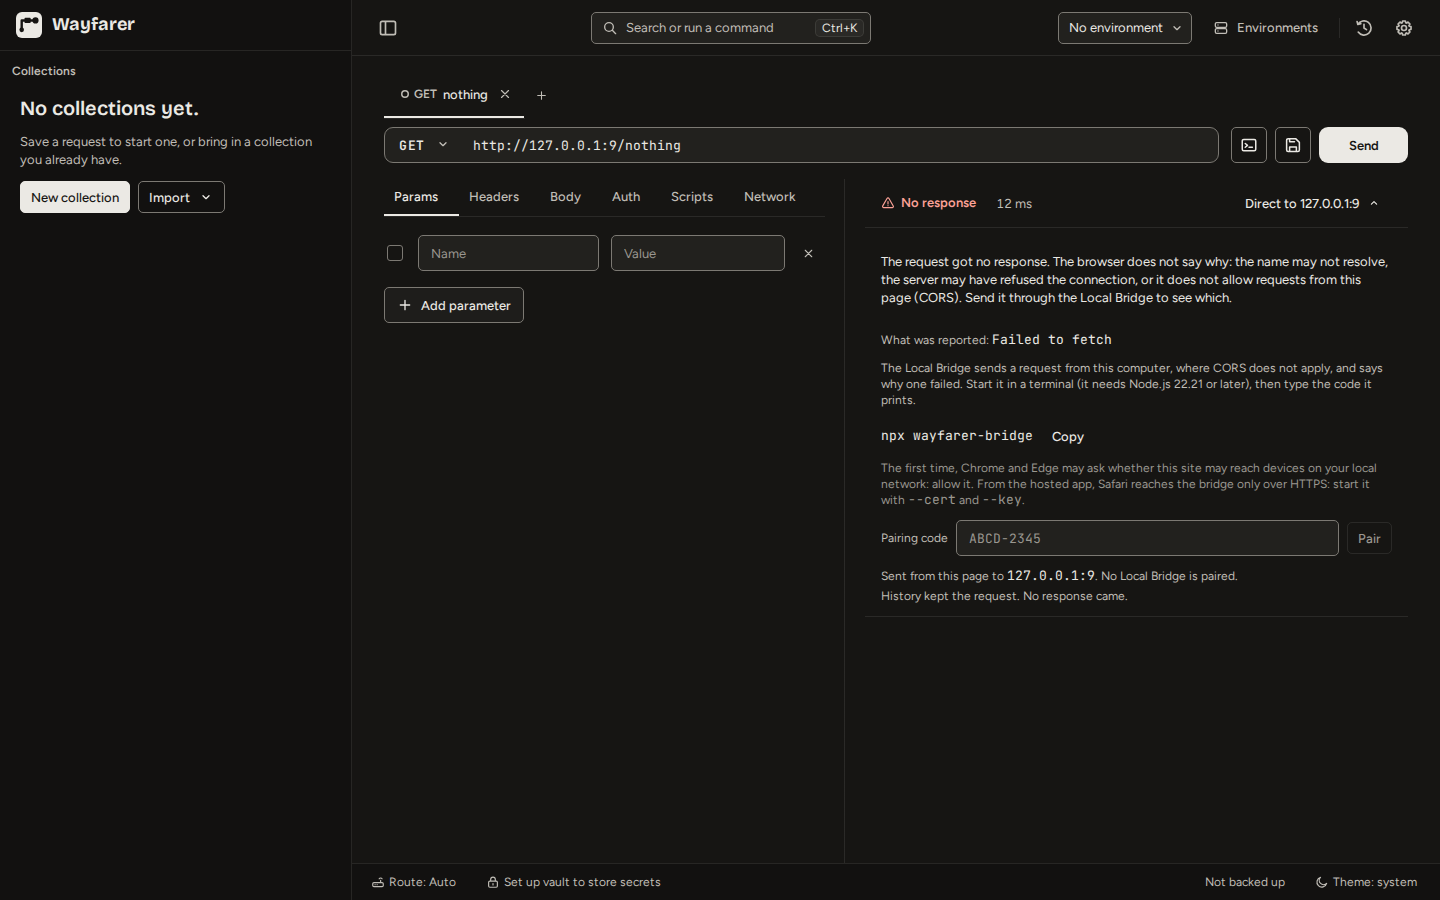 Wayfarer
Search or run a command
Ctrl+K
No environment
Environments
Collections
No collections yet.
Save a request to start one, or bring in a collection
you already have.
New collection
Import
GET nothing
GET
http://127.0.0.1:9/nothing
Send
Params
Headers
Body
Auth
Scripts
Network
Name
Value
Add parameter
No response
12 ms
Direct to 127.0.0.1:9
The request got no response. The browser does not say why: the name may not resolve,
the server may have refused the connection, or it does not allow requests from this
page (CORS). Send it through the Local Bridge to see which.
What was reported: Failed to fetch
The Local Bridge sends a request from this computer, where CORS does not apply, and says
why one failed. Start it in a terminal (it needs Node.js 22.21 or later), then type the code it
prints.
npx wayfarer-bridge
Copy
The first time, Chrome and Edge may ask whether this site may reach devices on your local
network: allow it. From the hosted app, Safari reaches the bridge only over HTTPS: start it
with --cert and --key.
Pairing code
ABCD-2345
Pair
Sent from this page to 127.0.0.1:9. No Local Bridge is paired.
History kept the request. No response came.
Route: Auto
Set up vault to store secrets
Not backed up
Theme: system